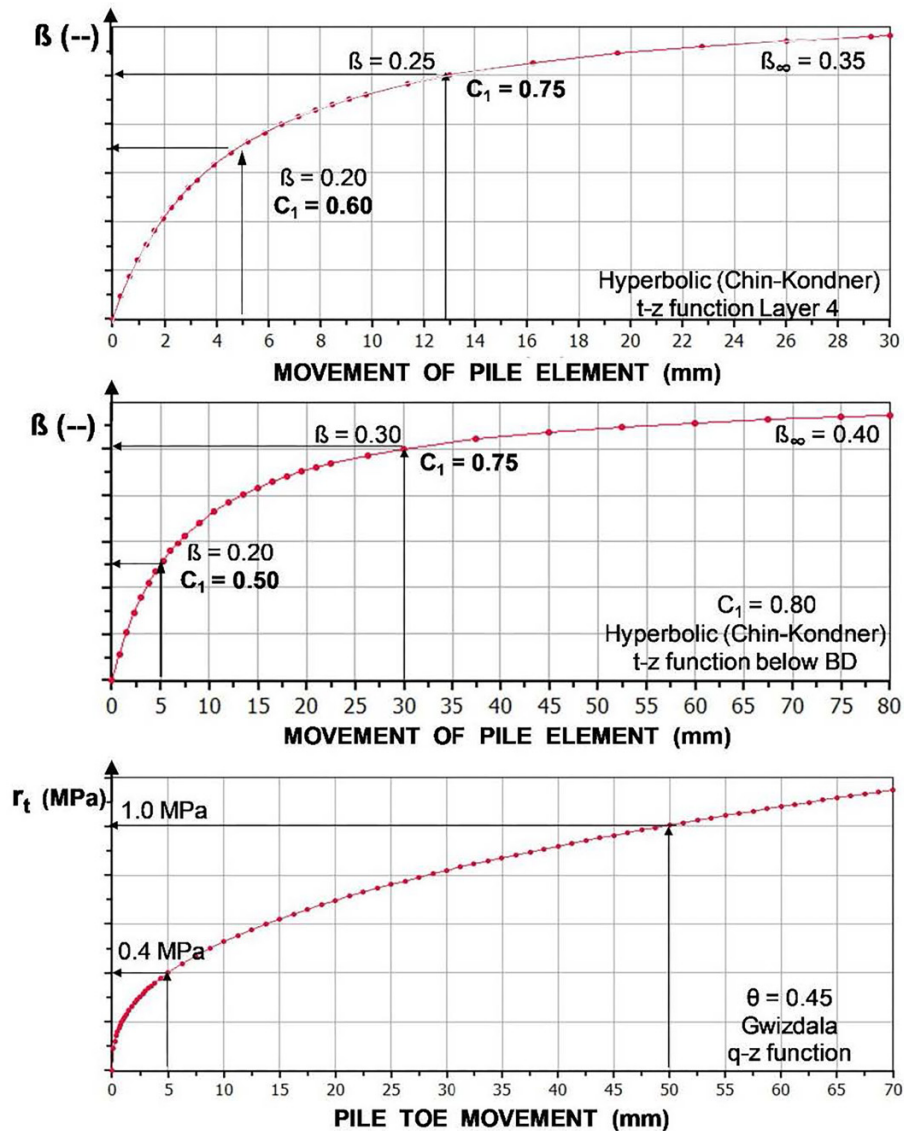 ß (--)
ß = 0.25
ß∞ = 0.35
C₁ = 0.75
ß = 0.20
C₁ = 0.60
Hyperbolic (Chin-Kondner)
t-z function Layer 4
0 2 4 6 8 10 12 14 16 18 20 22 24 26 28 30
MOVEMENT OF PILE ELEMENT (mm)
ß (--)
ß = 0.30
ß∞ = 0.40
C₁ = 0.75
ß = 0.20
C₁ = 0.50
C₁ = 0.80
Hyperbolic (Chin-Kondner)
t-z function below BD
0 5 10 15 20 25 30 35 40 45 50 55 60 65 70 75 80
MOVEMENT OF PILE ELEMENT (mm)
rₜ (MPa)
1.0 MPa
0.4 MPa
θ = 0.45
Gwizdala
q-z function
0 5 10 15 20 25 30 35 40 45 50 55 60 65 70
PILE TOE MOVEMENT (mm)